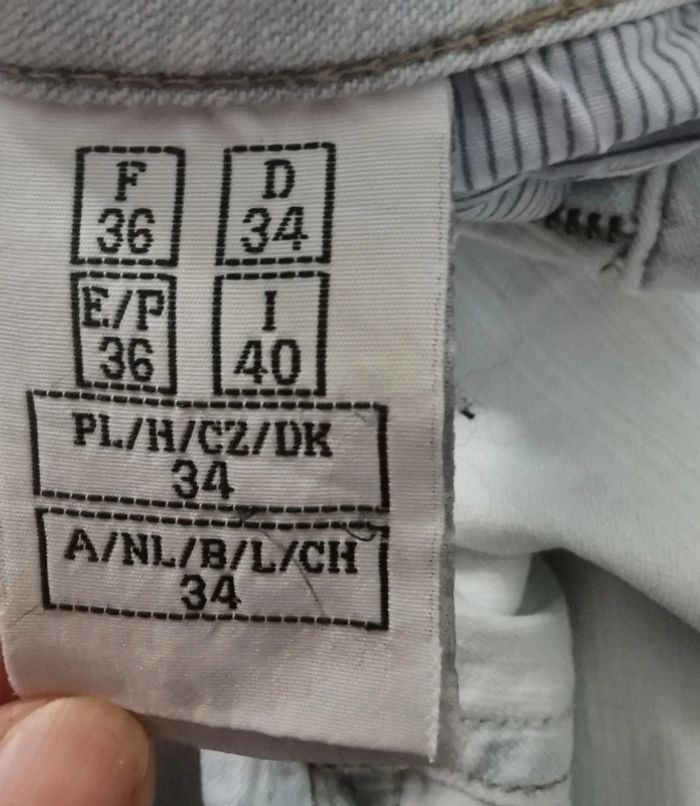 F
36
D
34
E/P
36
I
40
PL/H/CZ/DK
34
A/NL/B/L/CH
34